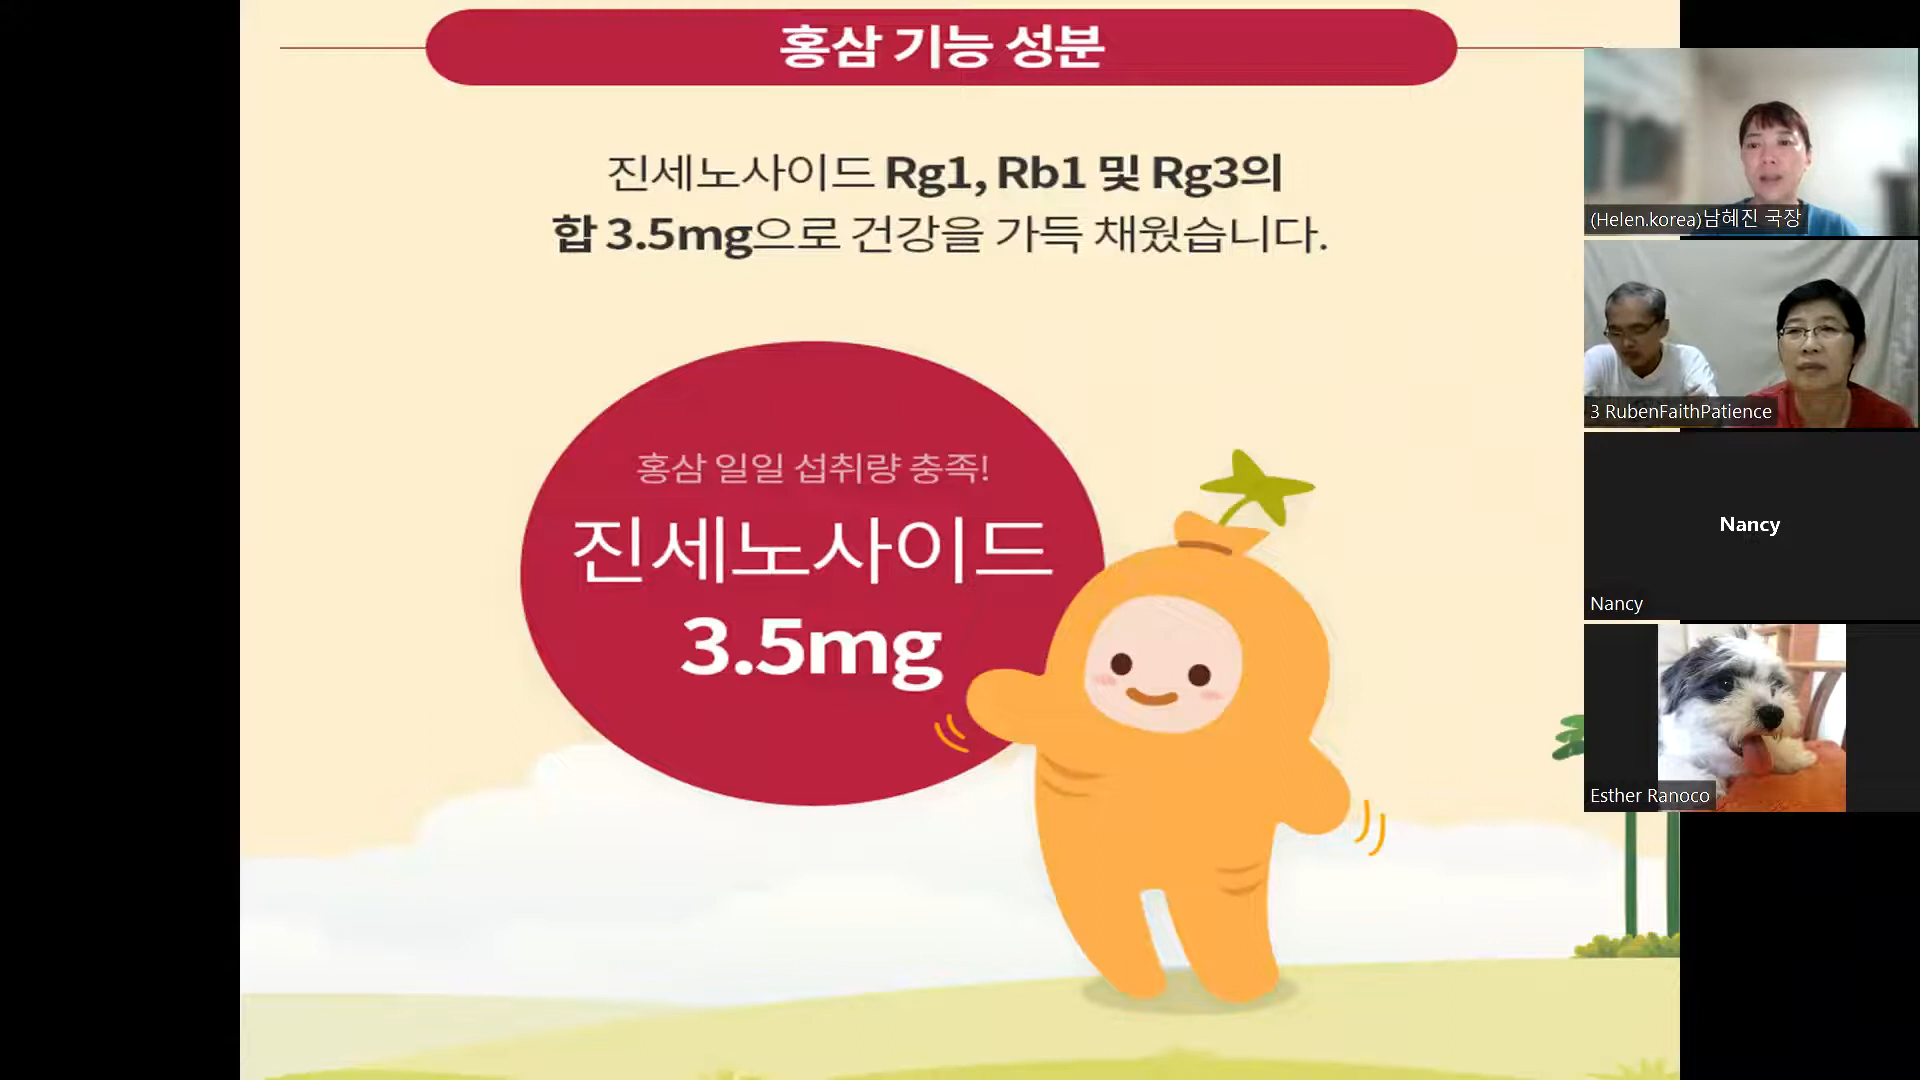 홍삼 기능 성분
진세노사이드 Rg1, Rb1 및 Rg3의
합 3.5mg으로 건강을 가득 채웠습니다.
홍삼 일일 섭취량 충족!
진세노사이드
3.5mg
(Helen.korea)남혜진 국장
3 RubenFaithPatience
Nancy
Nancy
Esther Ranoco